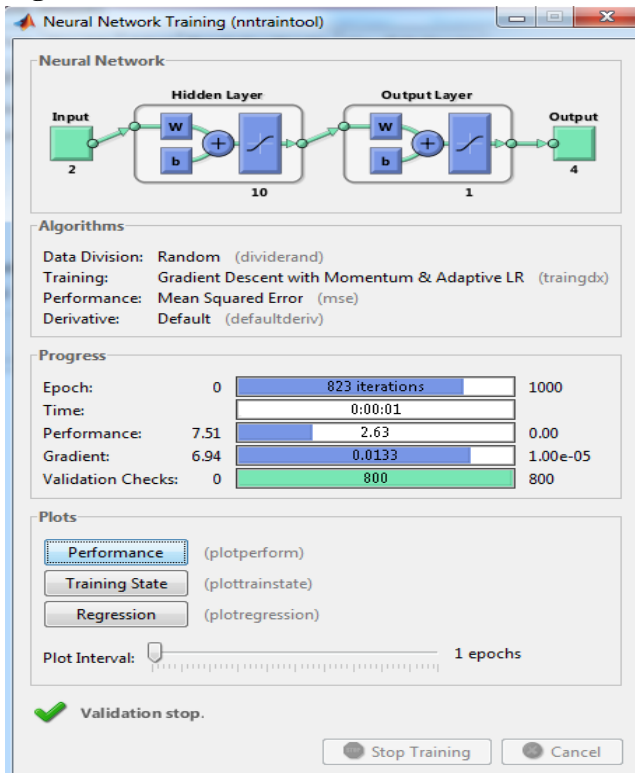 Neural Network Training (nntraintool)
Neural Network
Hidden Layer Output Layer
Input Output
W W
b b
2 4
10 1
Algorithms
Data Division: Random (dividerand)
Training: Gradient Descent with Momentum & Adaptive LR (traingdx)
Performance: Mean Squared Error (mse)
Derivative: Default (defaultderiv)
Progress
Epoch: 0 823 iterations 1000
Time: 0:00:01
Performance: 7.51 2.63 0.00
Gradient: 6.94 0.0133 1.00e-05
Validation Checks: 0 800 800
Plots
Performance (plotperform)
Training State (plottrainstate)
Regression (plotregression)
Plot Interval: 1 epochs
Validation stop.
Stop Training Cancel